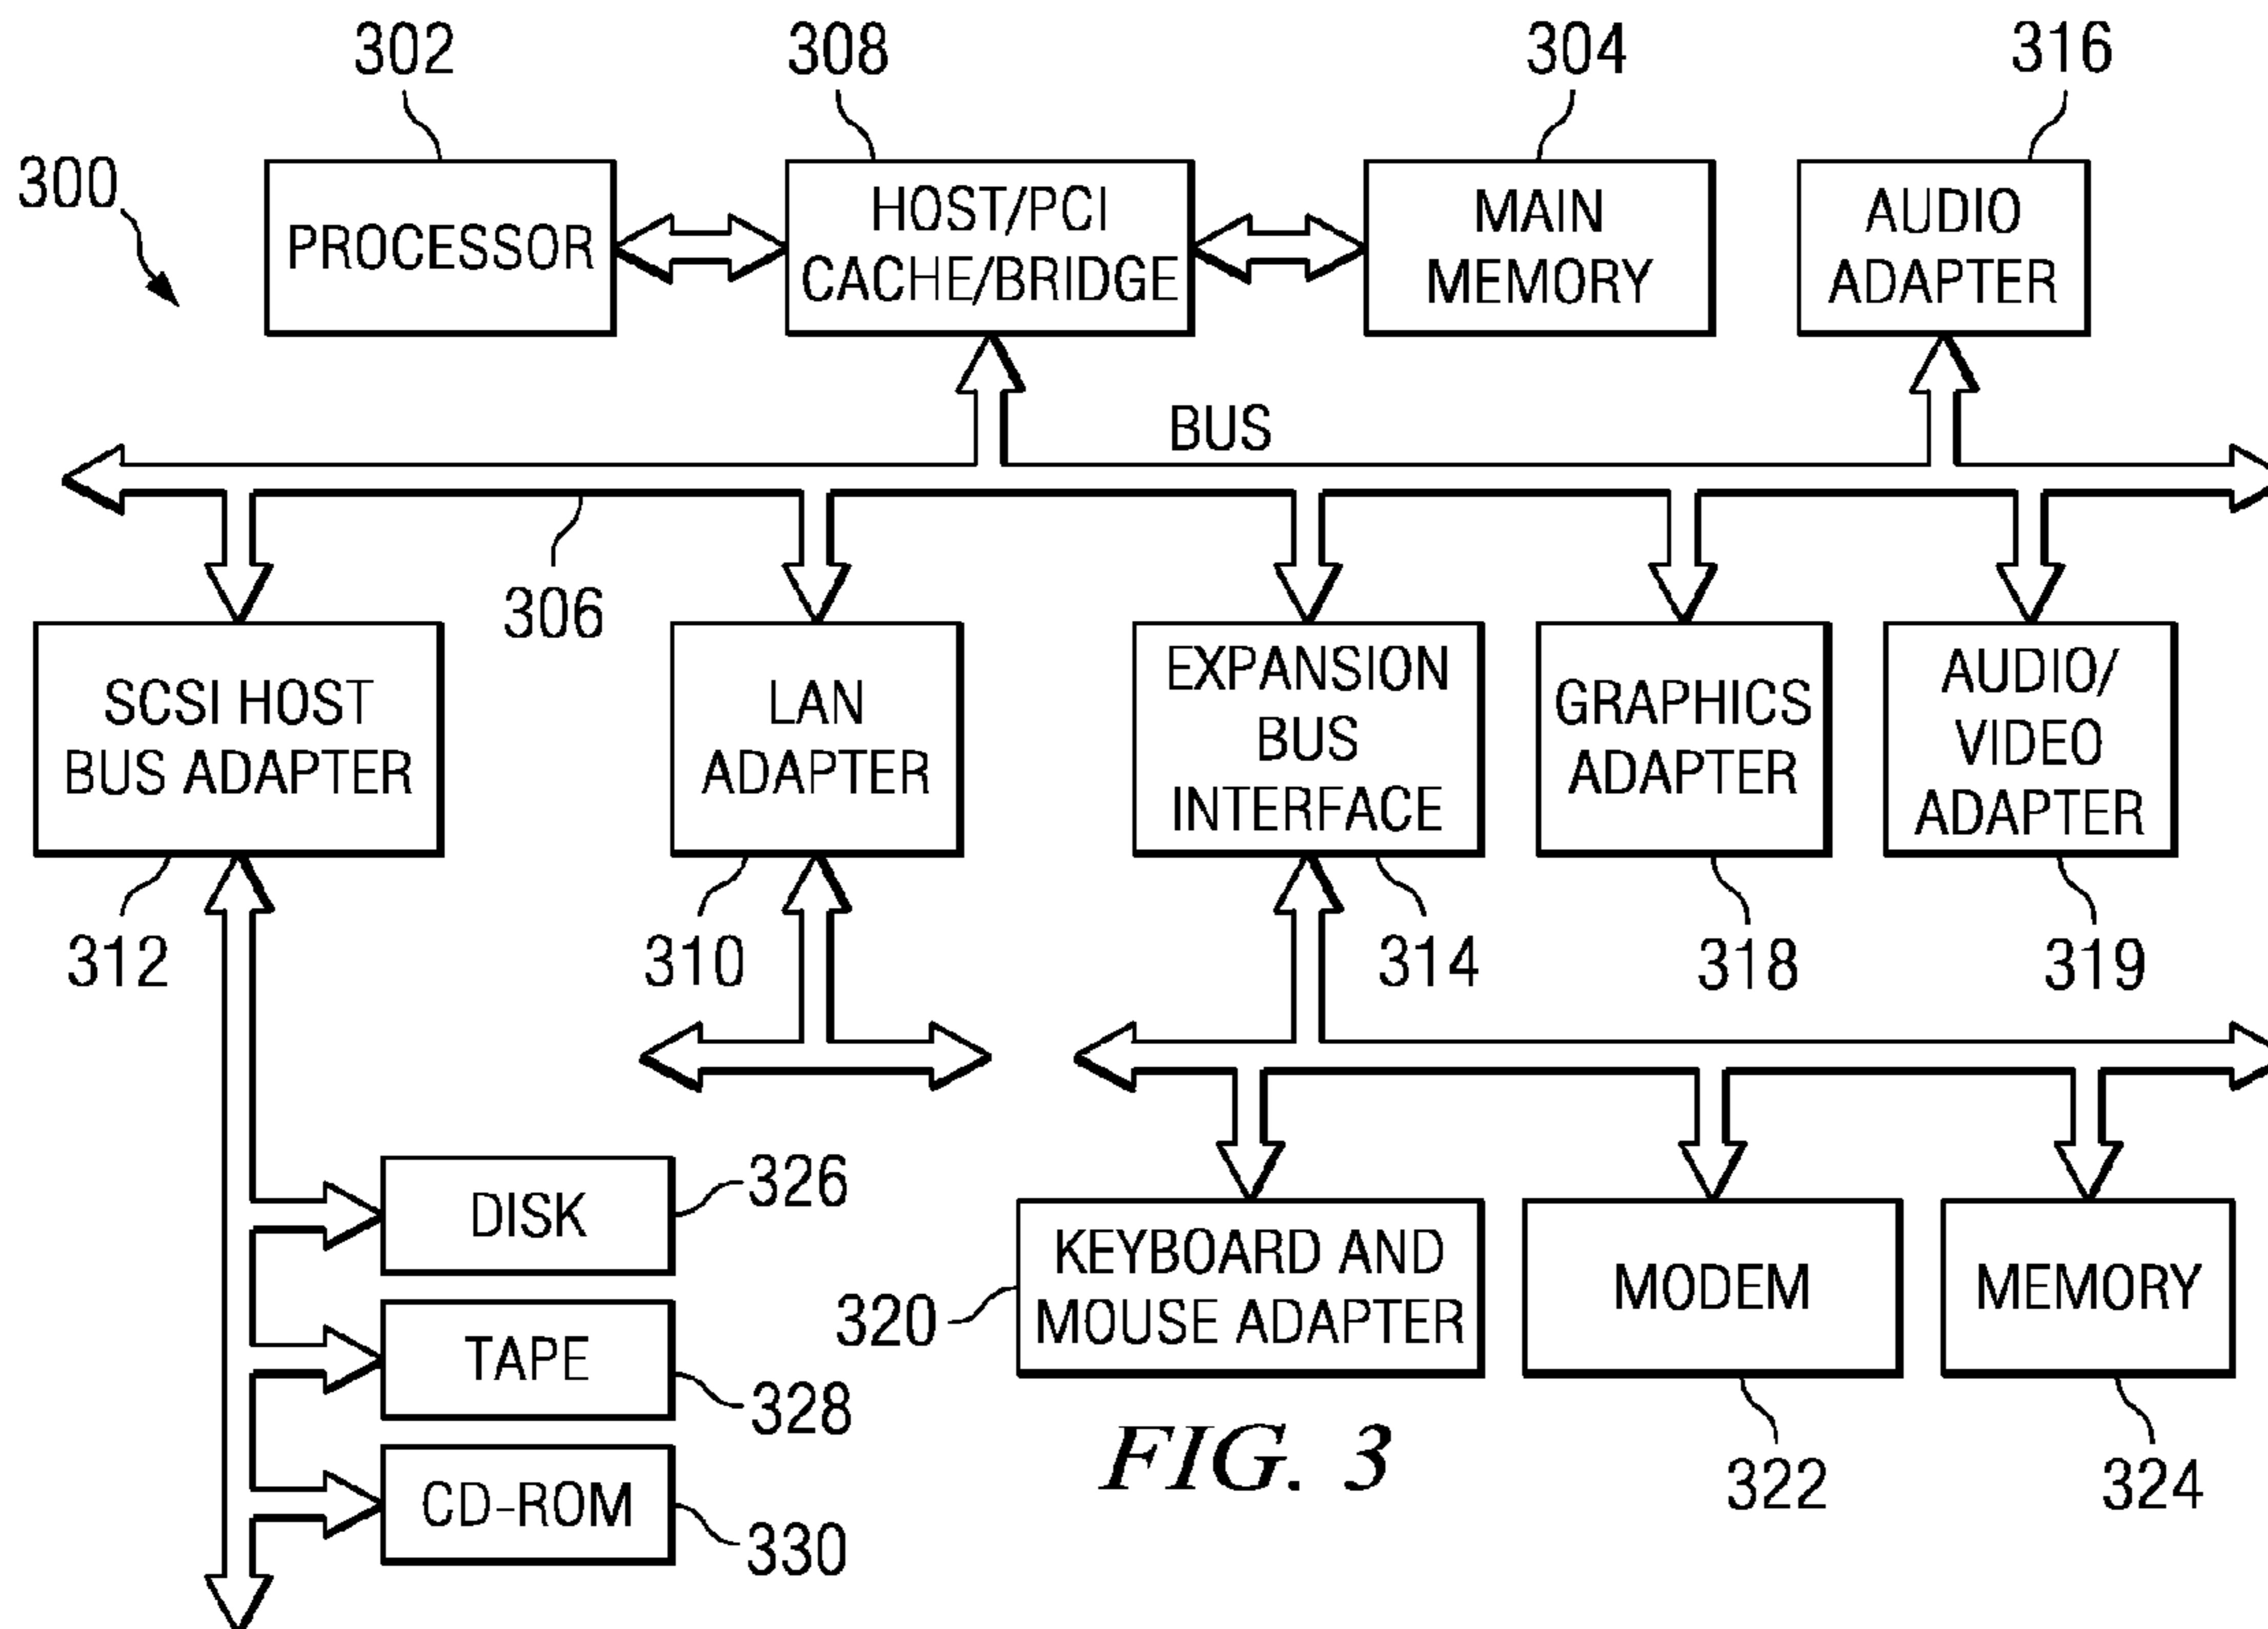 302
308
304
316
300
PROCESSOR
HOST/PCI
CACHE/BRIDGE
MAIN
MEMORY
AUDIO
ADAPTER
BUS
306
SCSI HOST
BUS ADAPTER
LAN
ADAPTER
EXPANSION
BUS
INTERFACE
GRAPHICS
ADAPTER
AUDIO/
VIDEO
ADAPTER
312
310
314
318
319
DISK
326
TAPE
328
CD-ROM
330
320
KEYBOARD AND
MOUSE ADAPTER
MODEM
MEMORY
322
324
FIG. 3